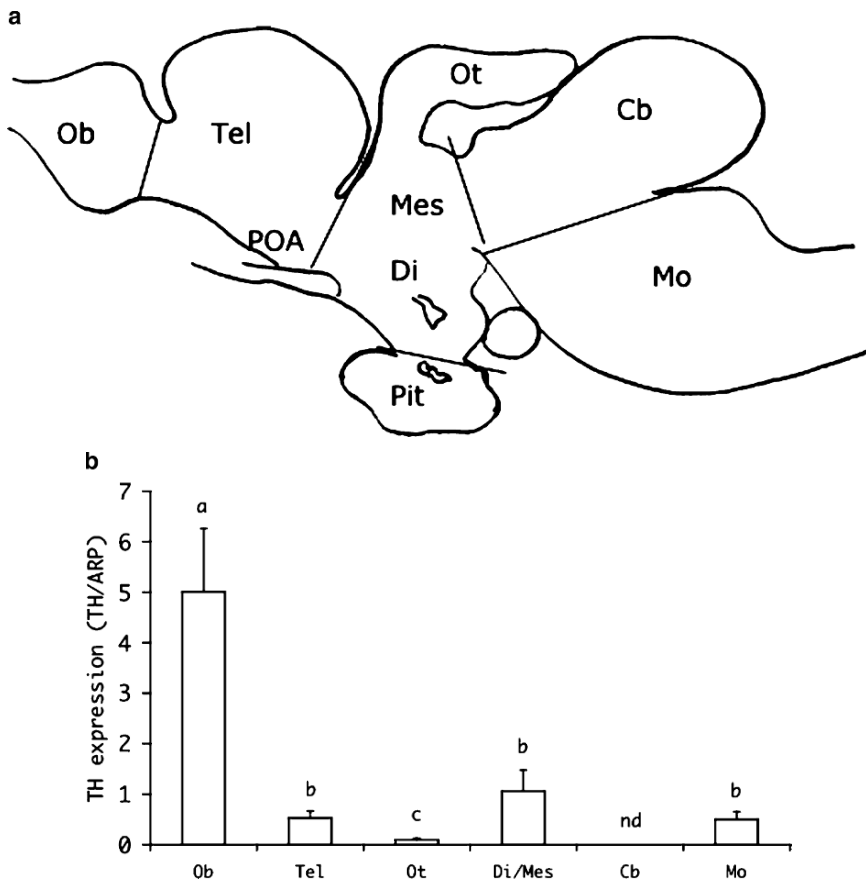 a
Ot
Ob Tel Cb
Mes
POA
Di Mo
Pit
b
TH expression (TH/ARP)
7
6
5
4
3
2
1
0
a
b
c
b
nd
b
Ob Tel Ot Di/Mes Cb Mo